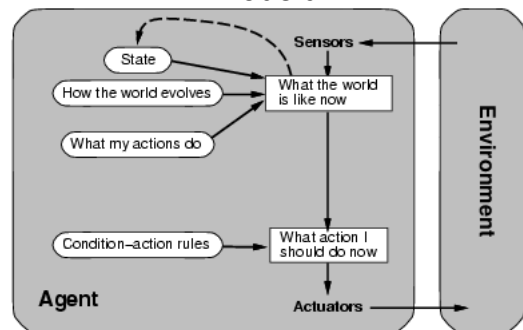 Sensors
State
How the world evolves
What my actions do
What the world
is like now
Condition–action rules
What action I
should do now
Agent
Actuators
Environment